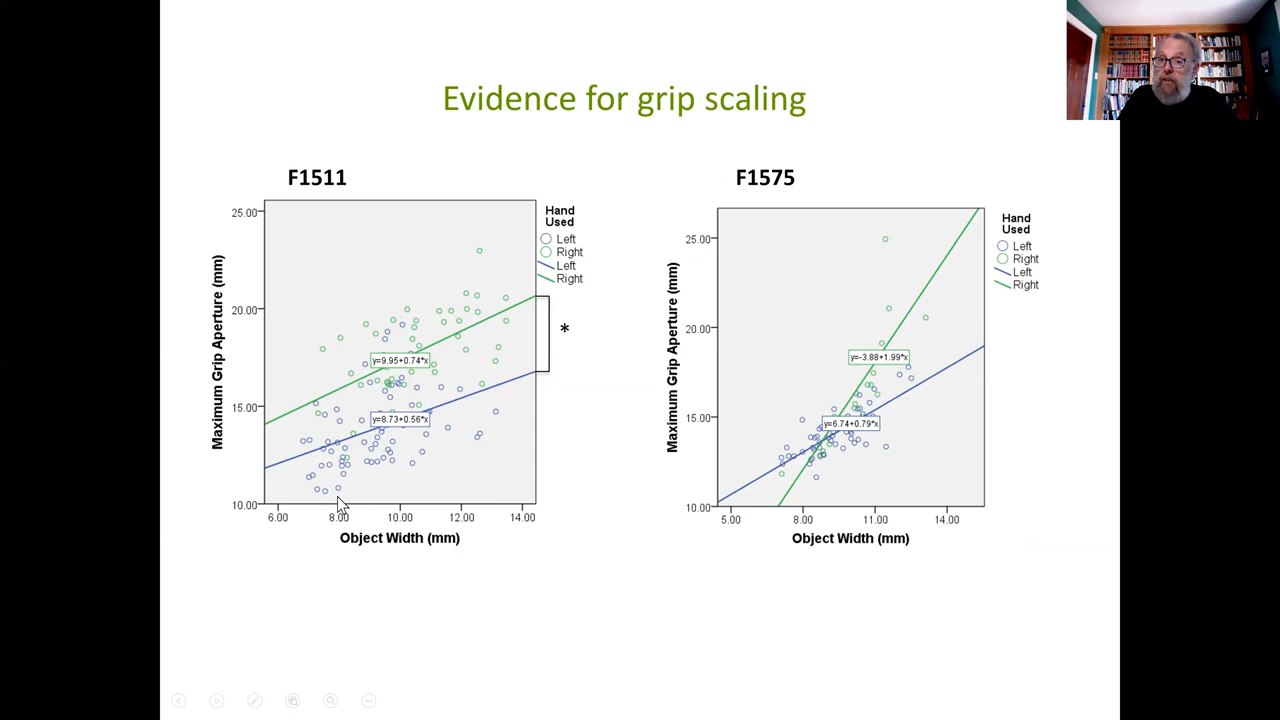 Evidence for grip scaling
F1511
25.00
20.00
15.00
10.00
6.00 8.00 10.00 12.00 14.00
Maximum Grip Aperture (mm)
Object Width (mm)
y=9.95+0.74*x
y=8.73+0.56*x
Hand
Used
Left
Right
Left
Right
*
F1575
25.00
20.00
15.00
10.00
5.00 8.00 11.00 14.00
Maximum Grip Aperture (mm)
Object Width (mm)
y=-3.88+1.99*x
y=6.74+0.79*x
Hand
Used
Left
Right
Left
Right